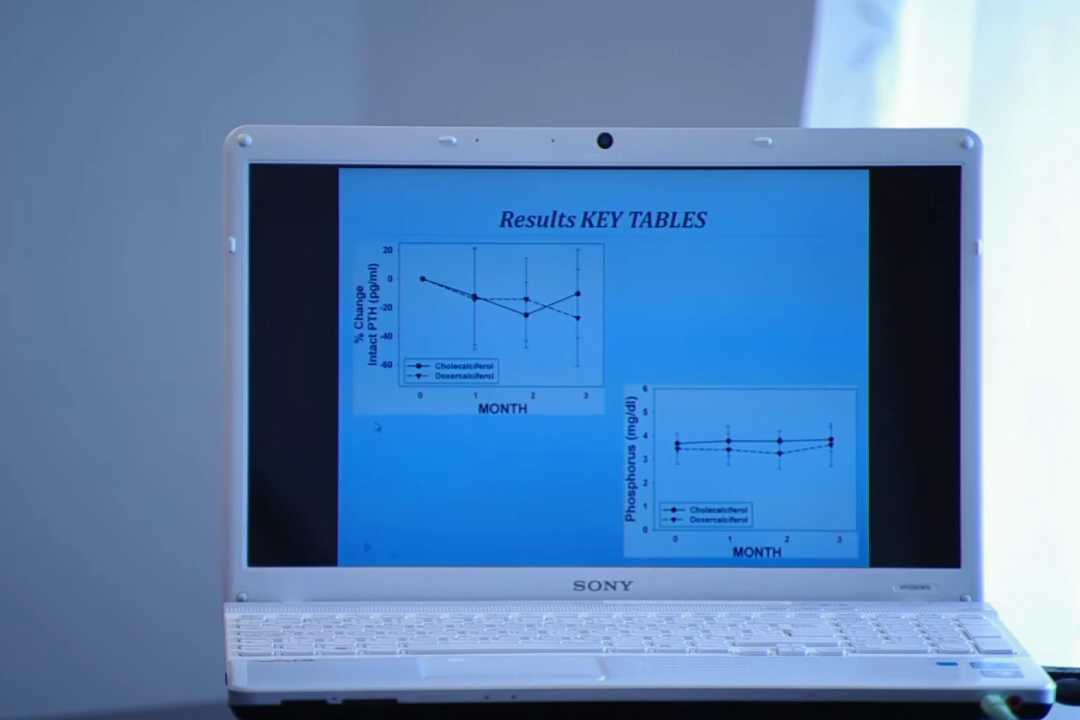 Results KEY TABLES
% Change
Intact PTH (pg/ml)
20
0
-20
-40
-60
Cholecalciferol
Doxercalciferol
0 1 2 3
MONTH
Phosphorus (mg/dl)
6
5
4
3
2
1
0
Cholecalciferol
Doxercalciferol
0 1 2 3
MONTH
SONY